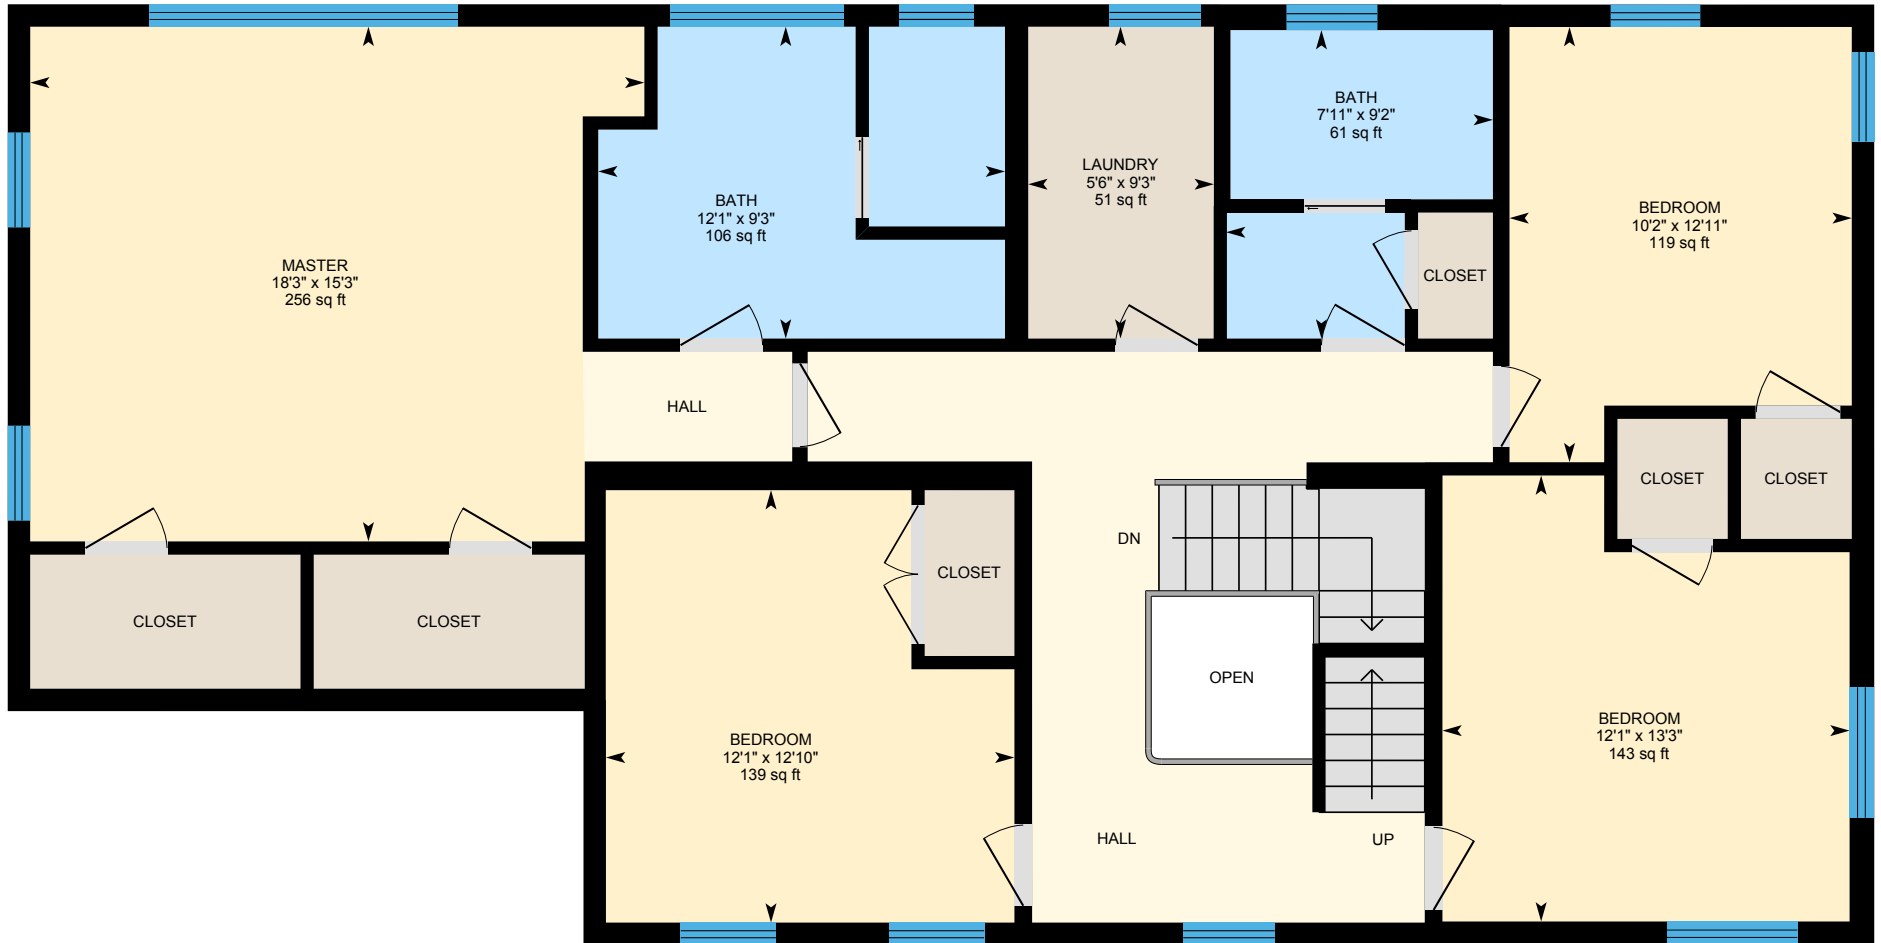 MASTER
18'3" x 15'3"
256 sq ft
BATH
12'1" x 9'3"
106 sq ft
LAUNDRY
5'6" x 9'3"
51 sq ft
BATH
7'11" x 9'2"
61 sq ft
CLOSET
BEDROOM
10'2" x 12'11"
119 sq ft
HALL
CLOSET
CLOSET
CLOSET
CLOSET
CLOSET
DN
OPEN
BEDROOM
12'1" x 12'10"
139 sq ft
HALL
UP
BEDROOM
12'1" x 13'3"
143 sq ft